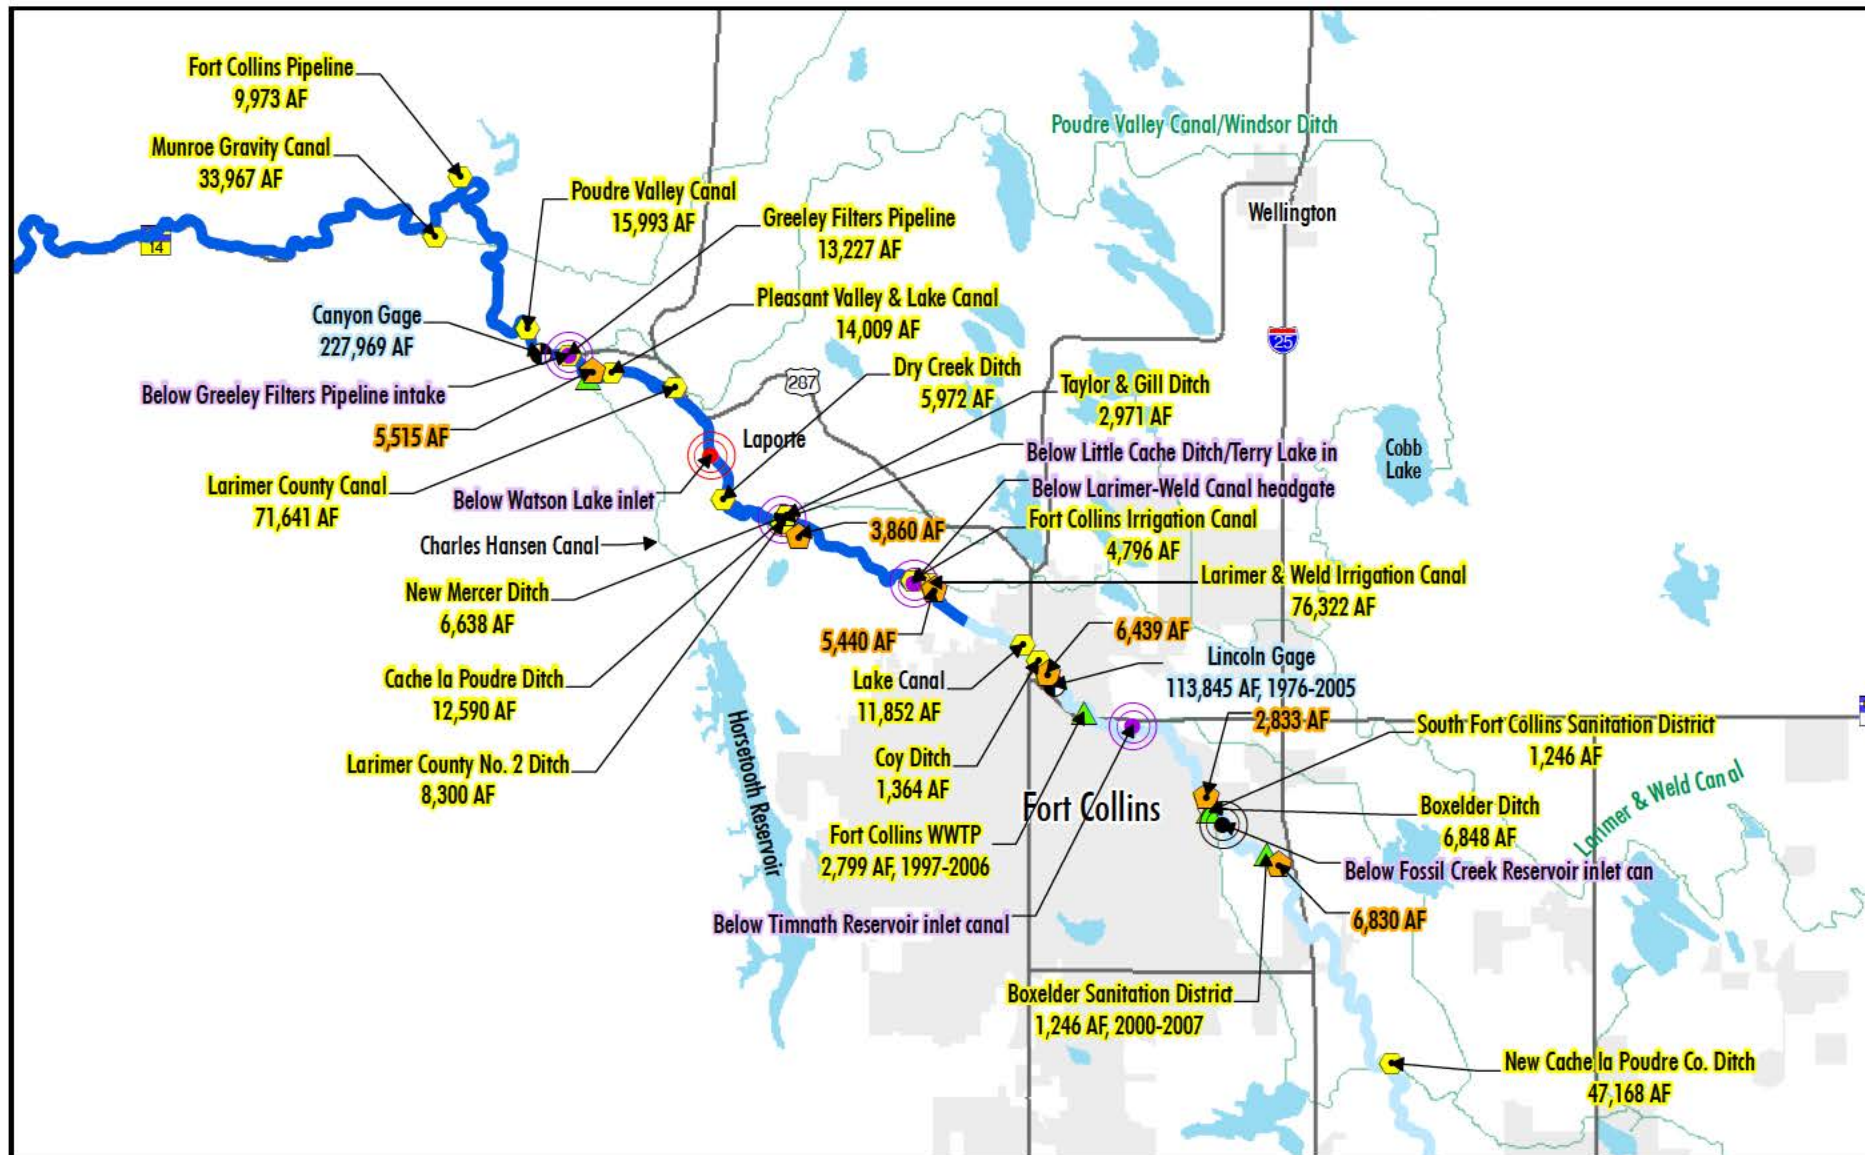 Fort Collins Pipeline
9,973 AF
Munroe Gravity Canal
33,967 AF
14
Poudre Valley Canal
15,993 AF
Greeley Filters Pipeline
13,227 AF
Poudre Valley Canal/Windsor Ditch
Wellington
Canyon Gage
227,969 AF
Pleasant Valley & Lake Canal
14,009 AF
25
Below Greeley Filters Pipeline intake
5,515 AF
287
Dry Creek Ditch
5,972 AF
Taylor & Gill Ditch
2,971 AF
Laporte
Below Little Cache Ditch/Terry Lake in
Cobb
Lake
Larimer County Canal
71,641 AF
Below Watson Lake inlet
Below Larimer-Weld Canal headgate
Charles Hansen Canal
3,860 AF
Fort Collins Irrigation Canal
4,796 AF
New Mercer Ditch
6,638 AF
Larimer & Weld Irrigation Canal
76,322 AF
5,440 AF
6,439 AF
Cache la Poudre Ditch
12,590 AF
Lake Canal
11,852 AF
Lincoln Gage
113,845 AF, 1976-2005
2,833 AF
South Fort Collins Sanitation District
1,246 AF
Larimer County No. 2 Ditch
8,300 AF
Horsetooth Reservoir
Coy Ditch
1,364 AF
Fort Collins
Boxelder Ditch
6,848 AF
Larimer & Weld Canal
Fort Collins WWTP
2,799 AF, 1997-2006
Below Fossil Creek Reservoir inlet can
Below Timnath Reservoir inlet canal
6,830 AF
Boxelder Sanitation District
1,246 AF, 2000-2007
New Cache la Poudre Co. Ditch
47,168 AF